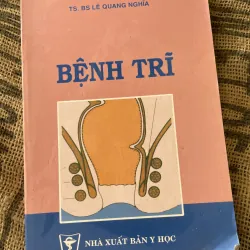 TS. BS LÊ QUANG NGHĨA
BỆNH TRĨ
NHÀ XUẤT BẢN Y HỌC